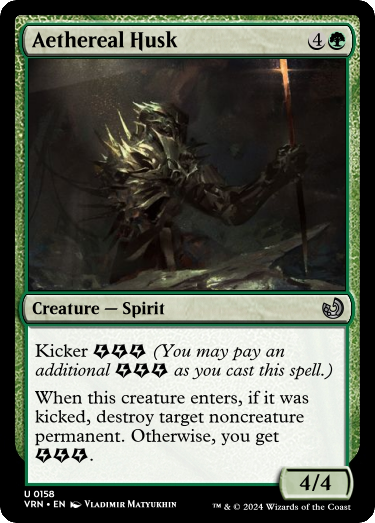 Aethereal Husk 4
Creature — Spirit
Kicker (You may pay an
additional as you cast this spell.)
When this creature enters, if it was
kicked, destroy target noncreature
permanent. Otherwise, you get
.
4/4
U 0158
VRN • EN Vladimir Matyukhin
™ & © 2024 Wizards of the Coast